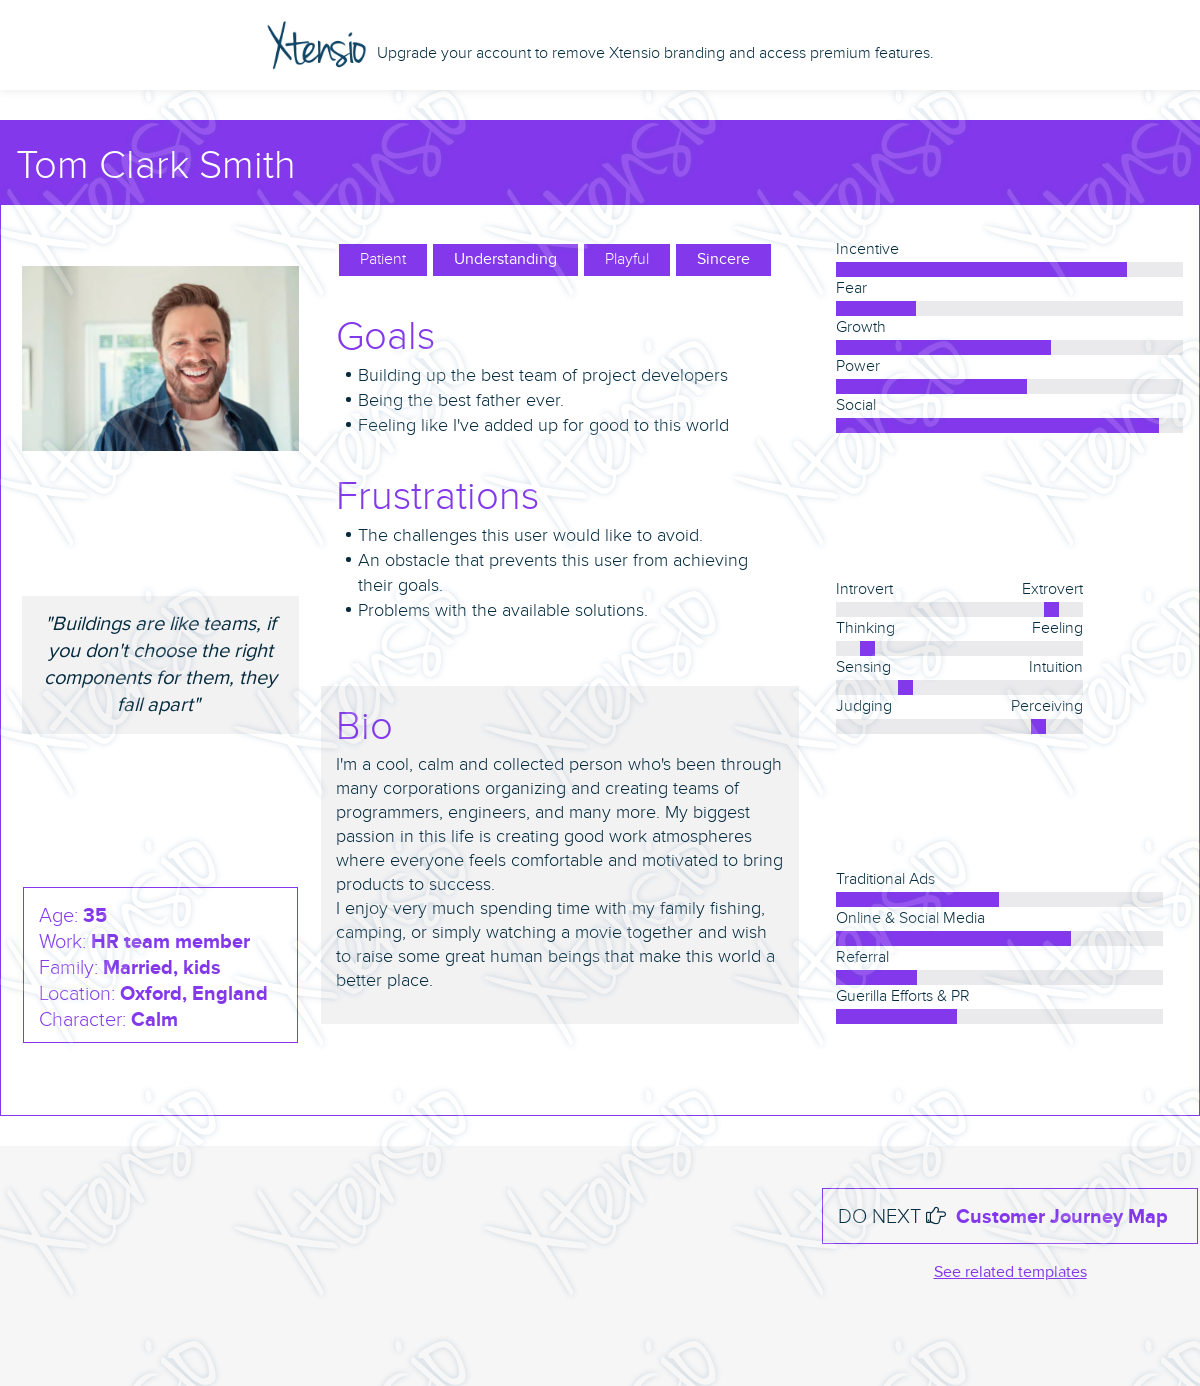 Xtensio Upgrade your account to remove Xtensio branding and access premium features.
Tom Clark Smith
Patient Understanding Playful Sincere
Goals
Building up the best team of project developers
Being the best father ever.
Feeling like I've added up for good to this world
Frustrations
The challenges this user would like to avoid.
An obstacle that prevents this user from achieving
their goals.
Problems with the available solutions.
"Buildings are like teams, if
you don't choose the right
components for them, they
fall apart"
Bio
I'm a cool, calm and collected person who's been through
many corporations organizing and creating teams of
programmers, engineers, and many more. My biggest
passion in this life is creating good work atmospheres
where everyone feels comfortable and motivated to bring
products to success.
I enjoy very much spending time with my family fishing,
camping, or simply watching a movie together and wish
to raise some great human beings that make this world a
better place.
Age: 35
Work: HR team member
Family: Married, kids
Location: Oxford, England
Character: Calm
Incentive
Fear
Growth
Power
Social
Introvert Extrovert
Thinking Feeling
Sensing Intuition
Judging Perceiving
Traditional Ads
Online & Social Media
Referral
Guerilla Efforts & PR
DO NEXT Customer Journey Map
See related templates